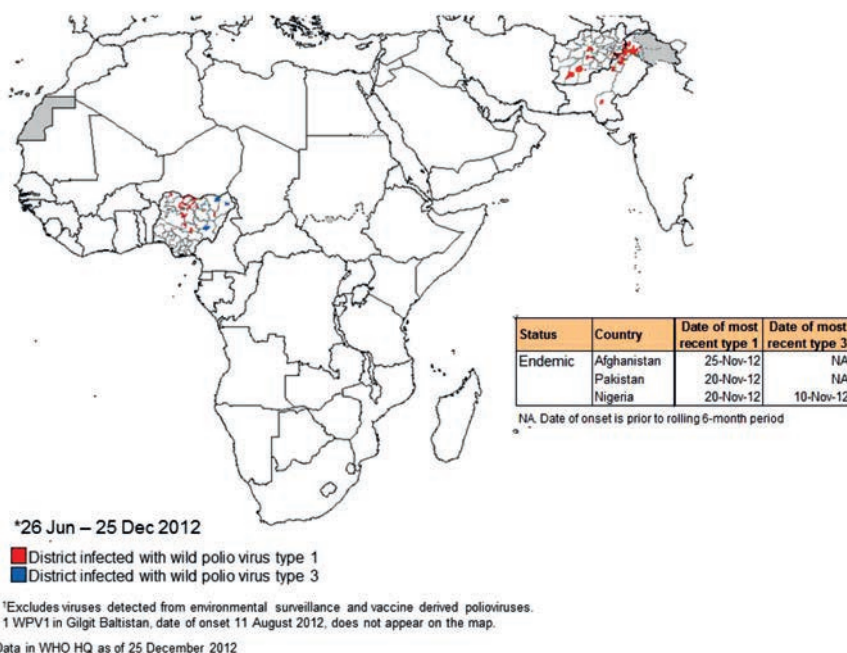 Status Country Date of most recent type 1 Date of most recent type 3
Endemic Afghanistan 25-Nov-12 NA
Pakistan 20-Nov-12 NA
Nigeria 20-Nov-12 10-Nov-12
NA. Date of onset is prior to rolling 6-month period
*26 Jun – 25 Dec 2012
District infected with wild polio virus type 1
District infected with wild polio virus type 3
†Excludes viruses detected from environmental surveillance and vaccine derived polioviruses.
1 WPV1 in Gilgit Baltistan, date of onset 11 August 2012, does not appear on the map.
Data in WHO HQ as of 25 December 2012